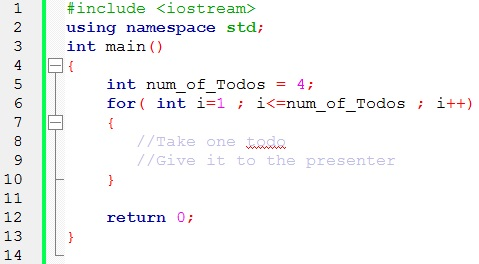 1 #include <iostream>
2 using namespace std;
3 int main()
4 {
5 int num_of_Todos = 4;
6 for( int i=1 ; i<=num_of_Todos ; i++)
7 {
8 //Take one todo
9 //Give it to the presenter
10 }
11
12 return 0;
13 }
14